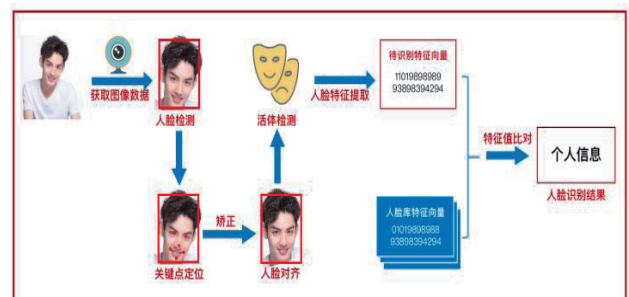 获取图像数据
人脸检测
关键点定位
矫正
人脸对齐
活体检测
人脸特征提取
待识别特征向量
11019898989
93898394294
人脸库特征向量
01019898988
93898394294
特征值比对
个人信息
人脸识别结果